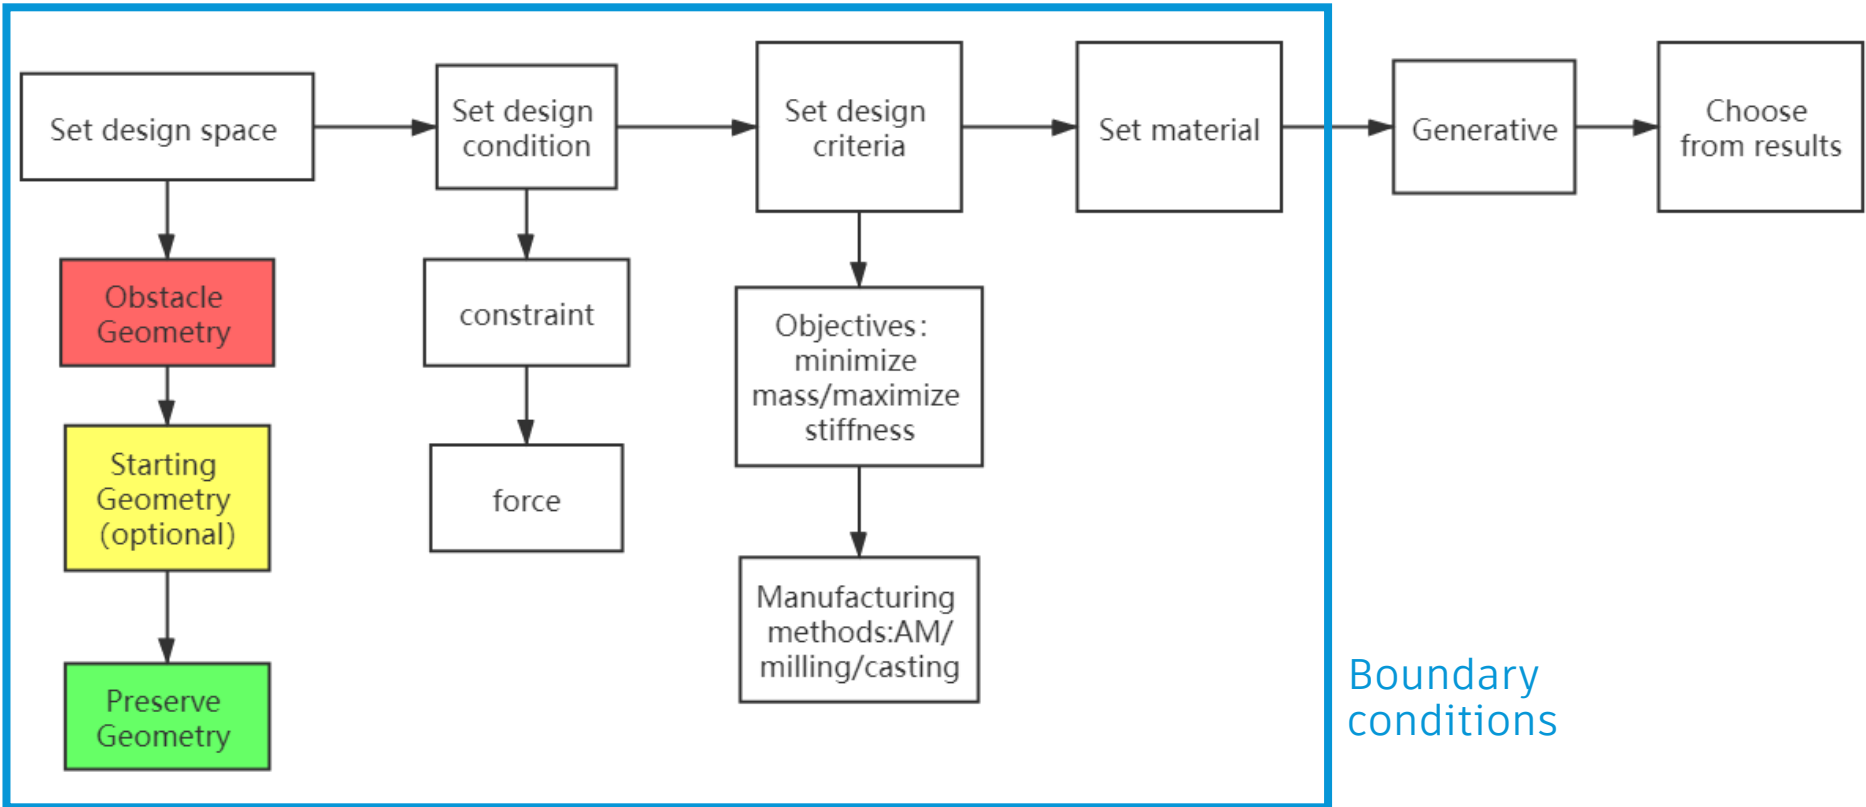 Set design space
Set design
condition
Set design
criteria
Set material
Generative
Choose
from results
Obstacle
Geometry
Starting
Geometry
(optional)
Preserve
Geometry
constraint
force
Objectives:
minimize
mass/maximize
stiffness
Manufacturing
methods:AM/
milling/casting
Boundary
conditions